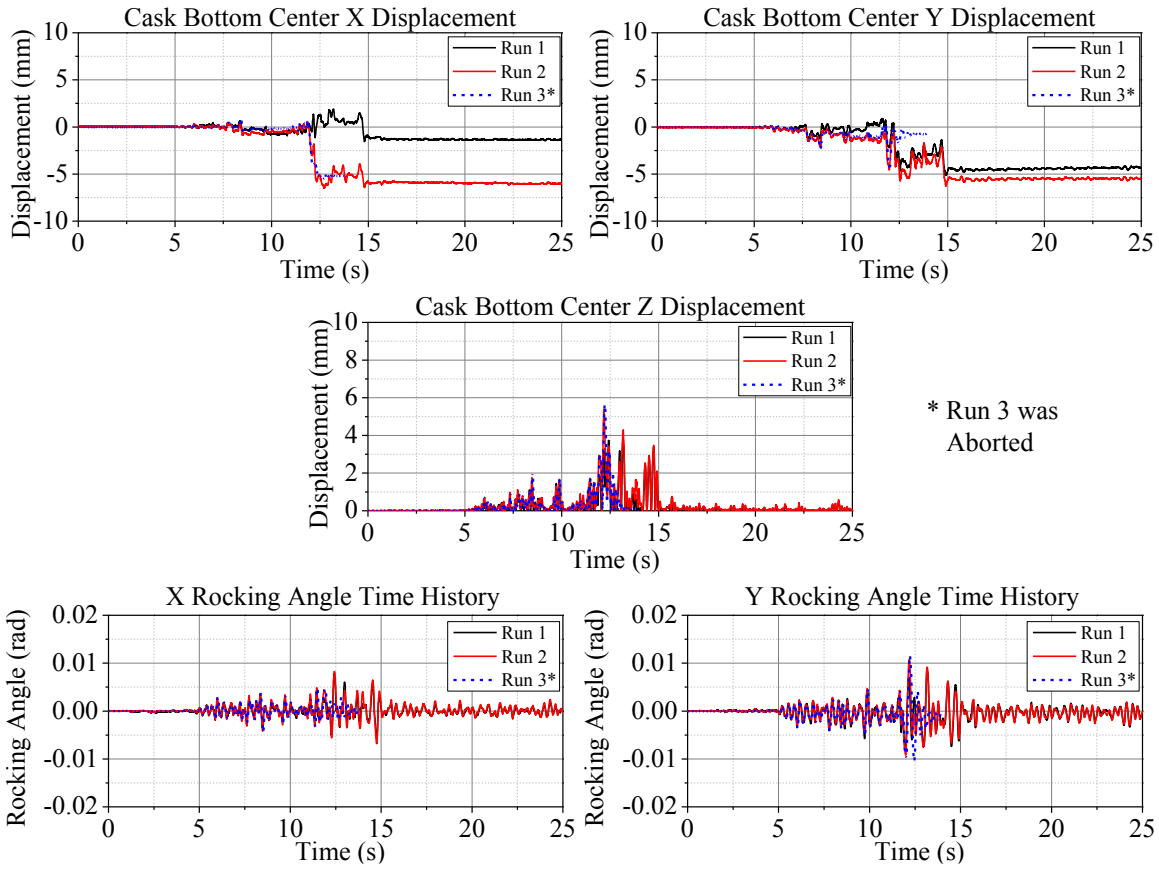 Cask Bottom Center X Displacement
Displacement (mm)
10
5
0
-5
-10
Run 1
Run 2
Run 3*
0 5 10 15 20 25
Time (s)
Cask Bottom Center Y Displacement
Displacement (mm)
10
5
0
-5
-10
Run 1
Run 2
Run 3*
0 5 10 15 20 25
Time (s)
Cask Bottom Center Z Displacement
Displacement (mm)
10
8
6
4
2
0
Run 1
Run 2
Run 3*
0 5 10 15 20 25
Time (s)
* Run 3 was
Aborted
X Rocking Angle Time History
Rocking Angle (rad)
0.02
0.01
0.00
-0.01
-0.02
Run 1
Run 2
Run 3*
0 5 10 15 20 25
Time (s)
Y Rocking Angle Time History
Rocking Angle (rad)
0.02
0.01
0.00
-0.01
-0.02
Run 1
Run 2
Run 3*
0 5 10 15 20 25
Time (s)